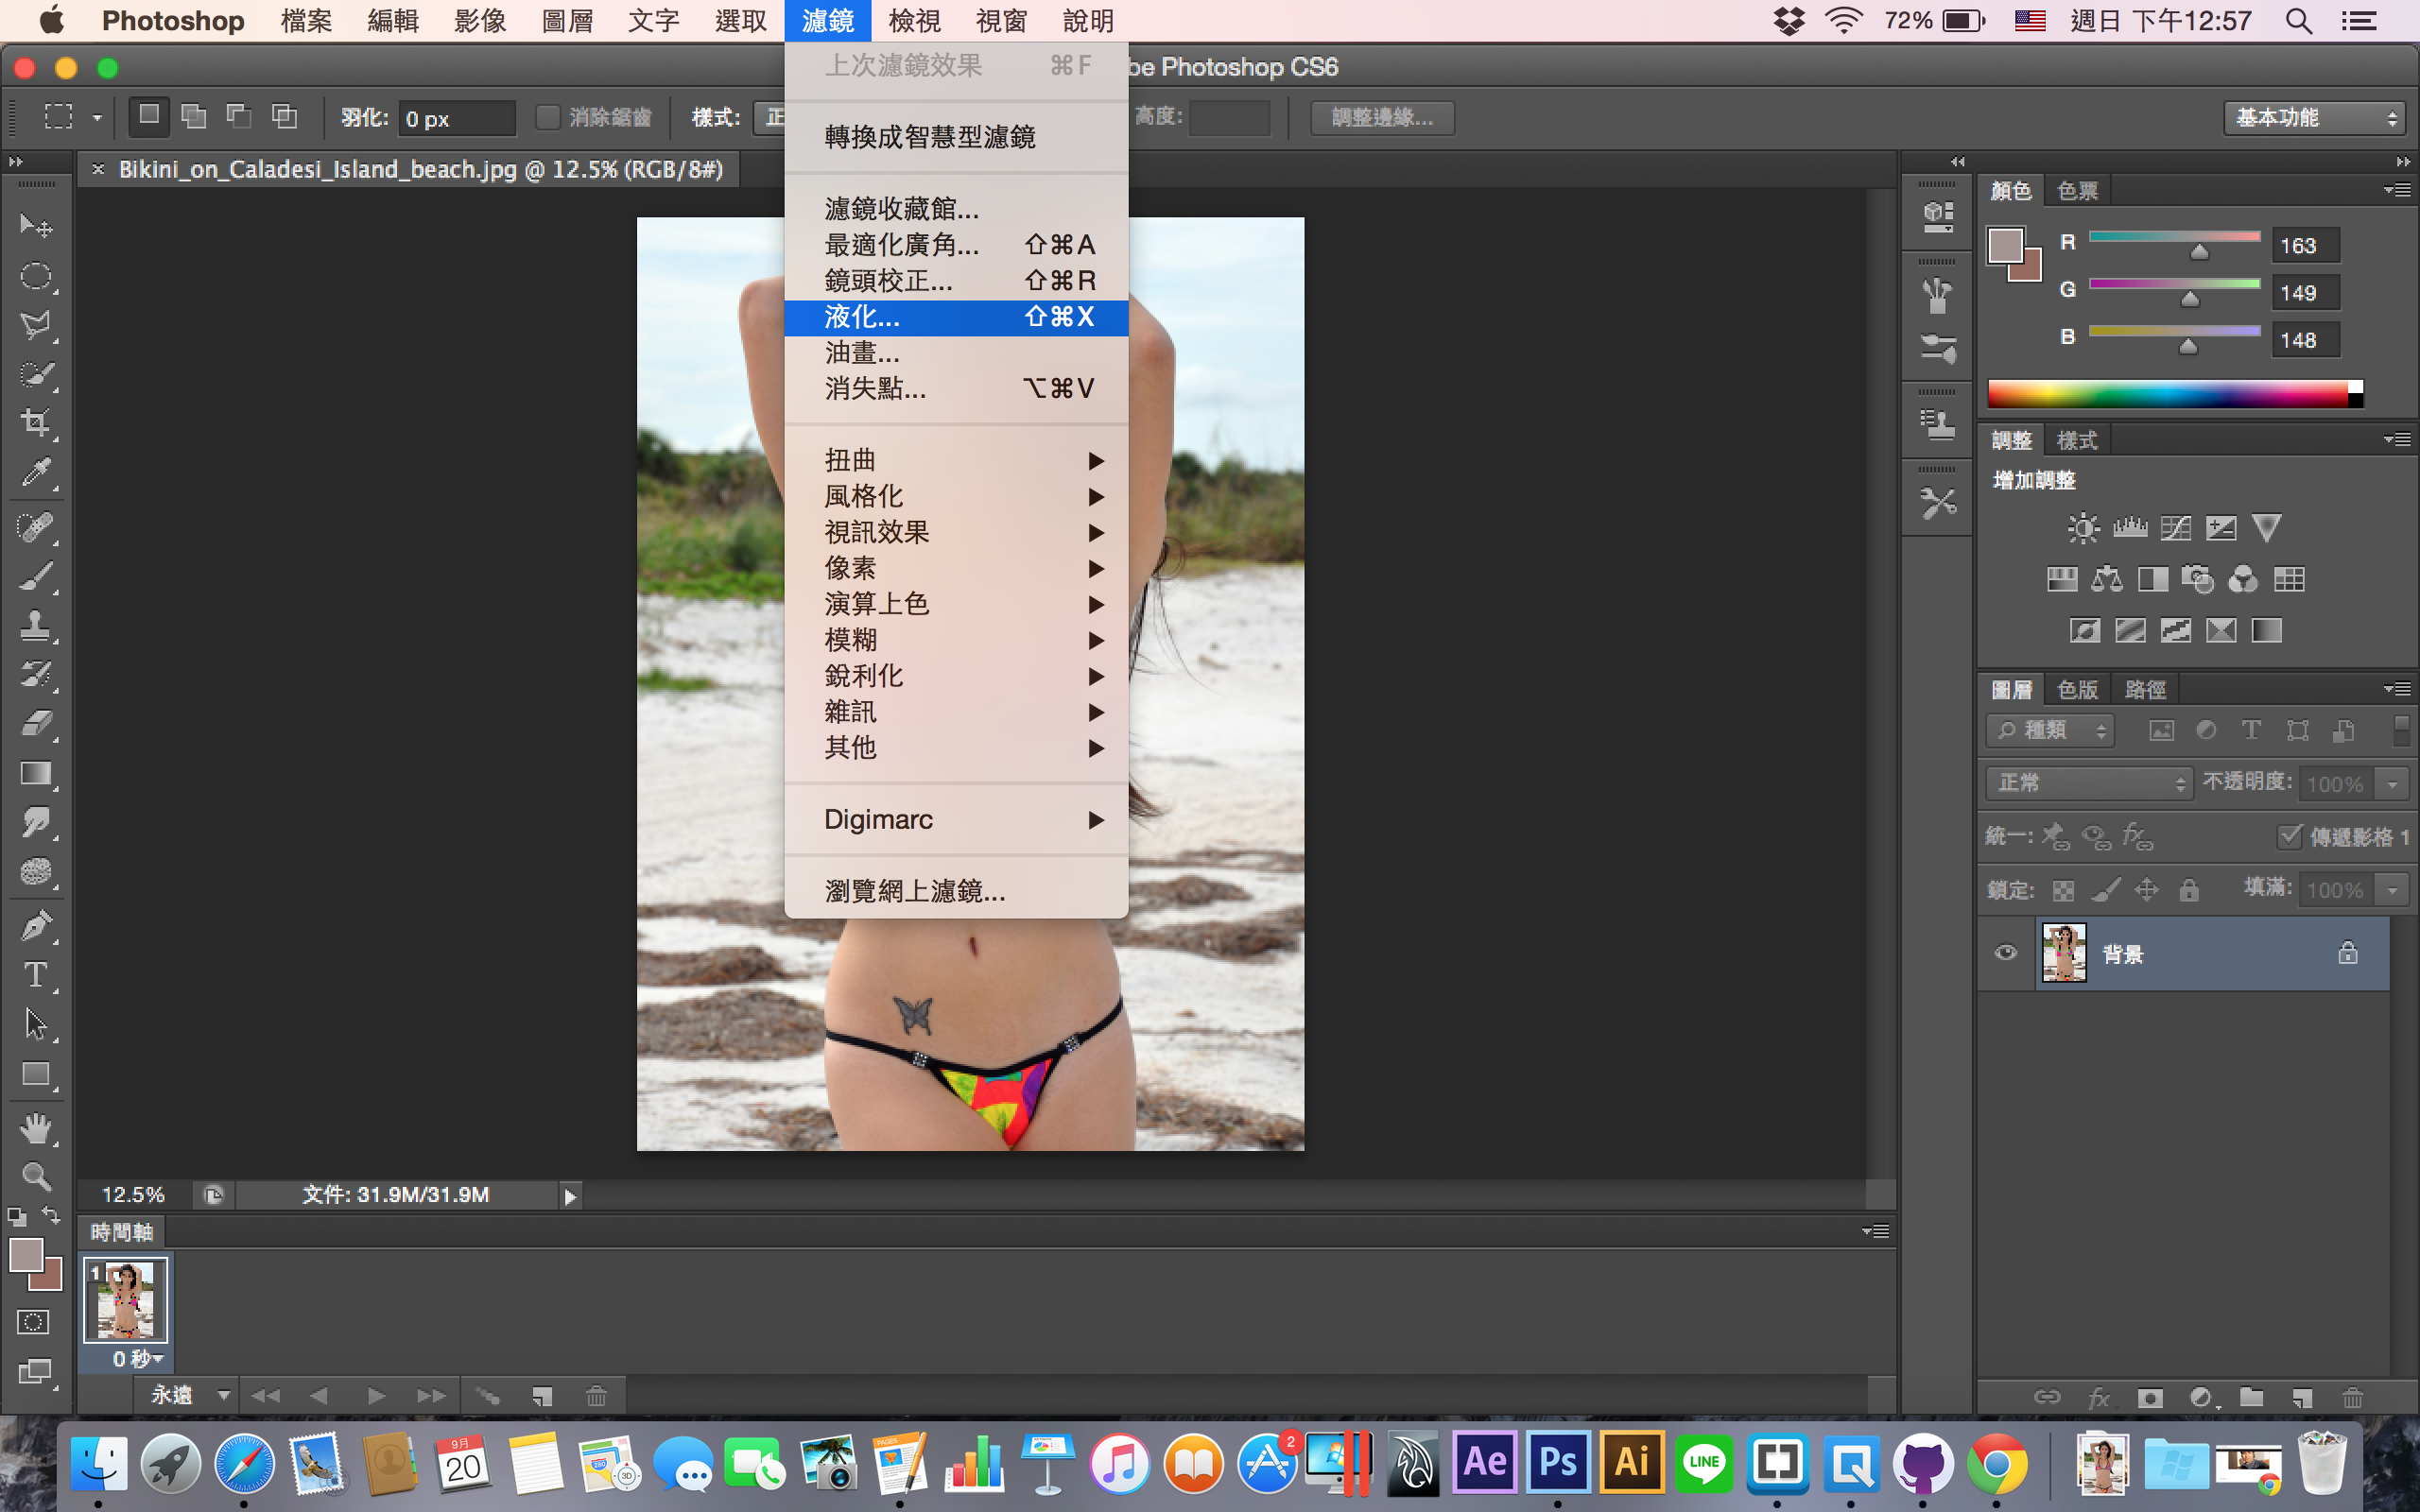 Photoshop 檔案 編輯 影像 圖層 文字 選取 濾鏡 檢視 視窗 說明 72% 週日 下午12:57
be Photoshop CS6
羽化: 0 px 消除鋸齒 樣式: 正 高度: 調整邊緣... 基本功能
× Bikini_on_Caladesi_Island_beach.jpg @ 12.5% (RGB/8#)
上次濾鏡效果 ⌘F
轉換成智慧型濾鏡
濾鏡收藏館...
最適化廣角... ⇧⌘A
鏡頭校正... ⇧⌘R
液化... ⇧⌘X
油畫...
消失點... ⌥⌘V
扭曲
風格化
視訊效果
像素
演算上色
模糊
銳利化
雜訊
其他
Digimarc
瀏覽網上濾鏡...
顏色 色票
R 163
G 149
B 148
調整 樣式
增加調整
圖層 色版 路徑
種類
正常 不透明度: 100%
統一: 傳遞影格 1
鎖定: 填滿: 100%
背景
12.5% 文件: 31.9M/31.9M
時間軸
1
0 秒
永遠
9月
20
PAGES
280
3D
2
Ae
Ps
Ai
LINE